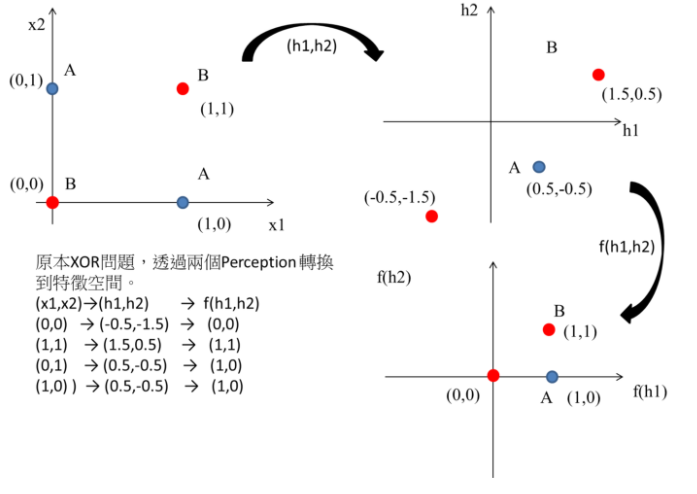 x2
A
(0,1)
B
(1,1)
(0,0)
B
A
(1,0)
x1
(h1,h2)
h2
B
(1.5,0.5)
h1
A
(0.5,-0.5)
(-0.5,-1.5)
f(h1,h2)
f(h2)
B
(1,1)
(0,0)
A
(1,0)
f(h1)
原本XOR問題，透過兩個Perception 轉換
到特徵空間。
(x1,x2)→(h1,h2) → f(h1,h2)
(0,0) →(-0.5,-1.5) → (0,0)
(1,1) →(1.5,0.5) → (1,1)
(0,1) →(0.5,-0.5) → (1,0)
(1,0) ) →(0.5,-0.5) → (1,0)